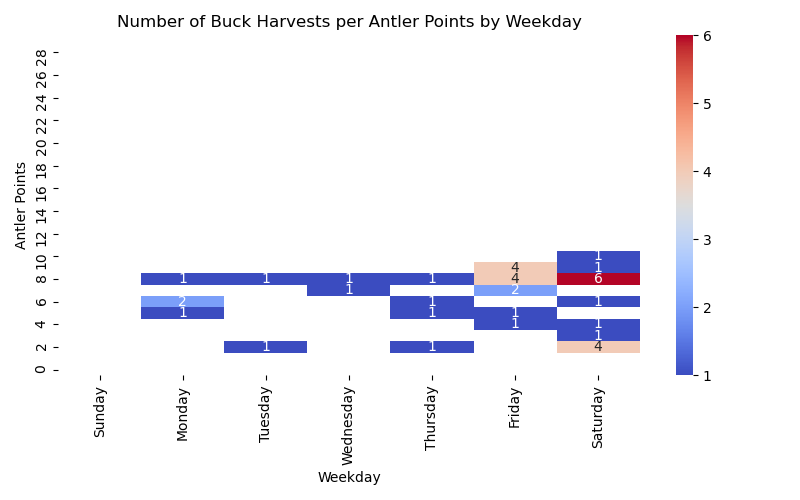 Number of Buck Harvests per Antler Points by Weekday
Antler Points
28
26
24
22
20
18
16
14
12
10
8
6
4
2
0
1
4 1
1 1 1 1 4 6
1 2
2 1 1
1 1 1
1 1
1
1 1 4
Sunday
Monday
Tuesday
Wednesday
Thursday
Friday
Saturday
Weekday
6
5
4
3
2
1